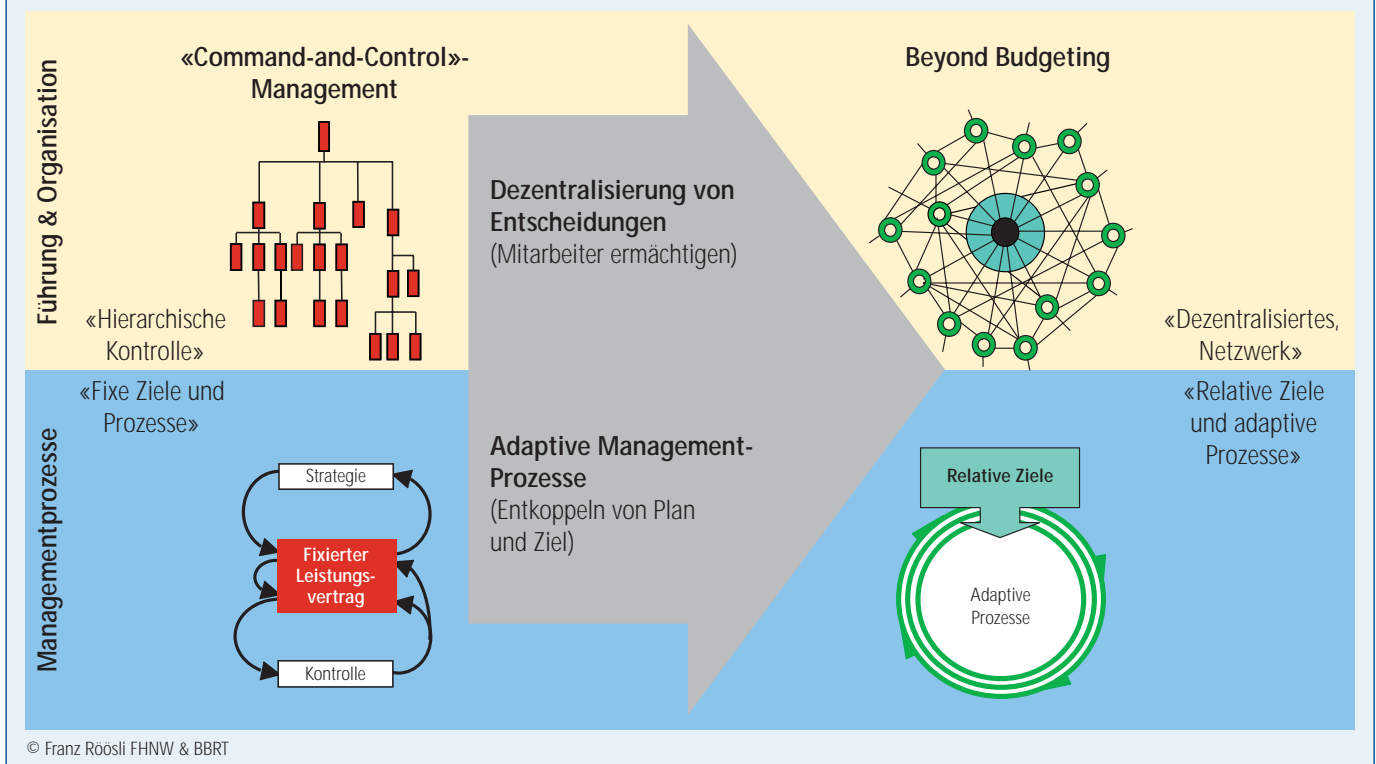 «Command-and-Control»-
Management
Beyond Budgeting
Führung & Organisation
Dezentralisierung von
Entscheidungen
(Mitarbeiter ermächtigen)
«Hierarchische
Kontrolle»
«Dezentralisiertes,
Netzwerk»
«Fixe Ziele und
Prozesse»
«Relative Ziele
und adaptive
Prozesse»
Managementprozesse
Strategie
Fixierter
Leistungs-
vertrag
Kontrolle
Adaptive Management-
Prozesse
(Entkoppeln von Plan
und Ziel)
Relative Ziele
Adaptive
Prozesse
© Franz Röösli FHNW & BBRT